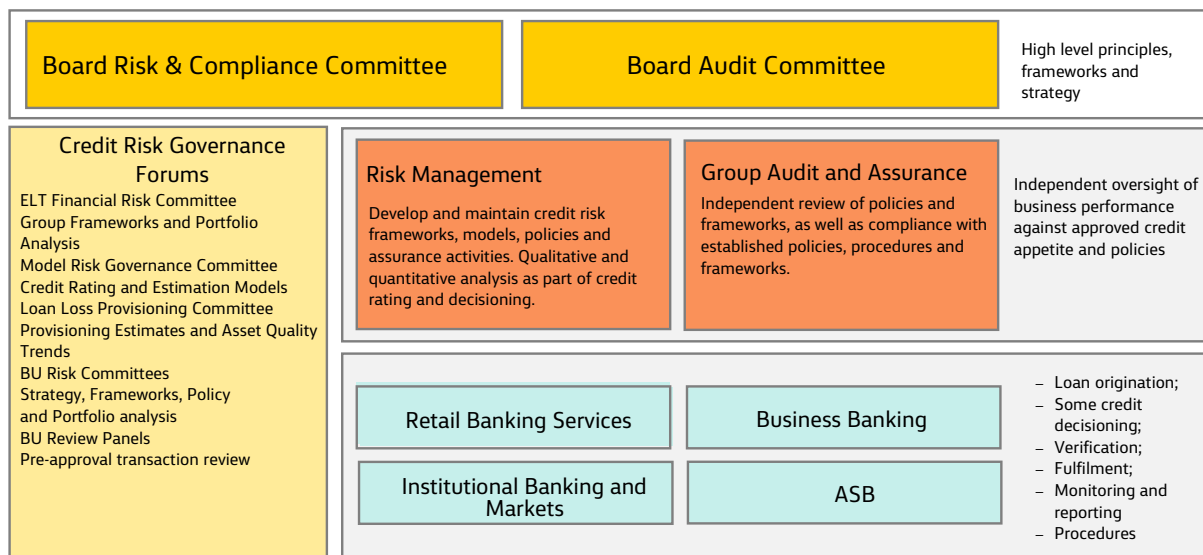 Board Risk & Compliance Committee
Board Audit Committee
High level principles,
frameworks and
strategy
Credit Risk Governance
Forums
ELT Financial Risk Committee
Group Frameworks and Portfolio
Analysis
Model Risk Governance Committee
Credit Rating and Estimation Models
Loan Loss Provisioning Committee
Provisioning Estimates and Asset Quality
Trends
BU Risk Committees
Strategy, Frameworks, Policy
and Portfolio analysis
BU Review Panels
Pre-approval transaction review
Risk Management
Develop and maintain credit risk
frameworks, models, policies and
assurance activities. Qualitative and
quantitative analysis as part of credit
rating and decisioning.
Group Audit and Assurance
Independent review of policies and
frameworks, as well as compliance with
established policies, procedures and
frameworks.
Independent oversight of
business performance
against approved credit
appetite and policies
Retail Banking Services
Business Banking
Institutional Banking and
Markets
ASB
– Loan origination;
– Some credit
decisioning;
– Verification;
– Fulfilment;
– Monitoring and
reporting
– Procedures